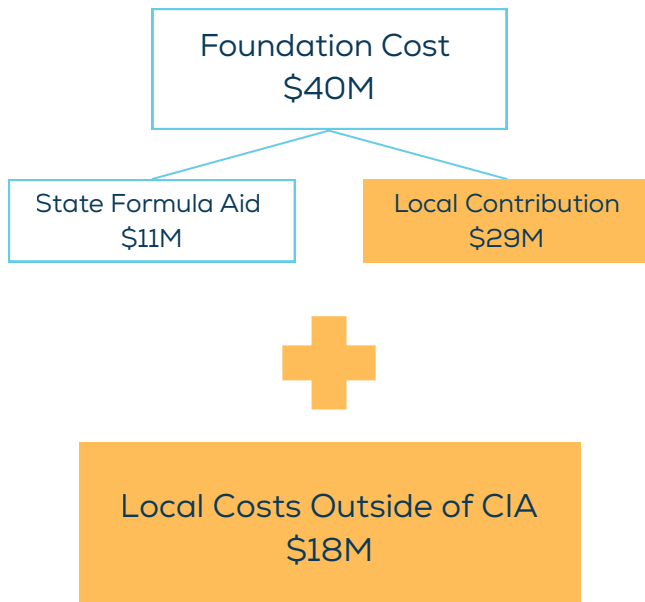 Foundation Cost
$40M
State Formula Aid
$11M
Local Contribution
$29M
Local Costs Outside of CIA
$18M